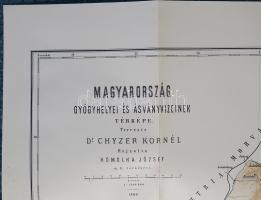 MAGYARORSZÁG
GYÓGYHELYEI ÉS ÁSVÁNYVIZEINEK
TÉRKÉPE.
Tervezte
Dr. CHYZER KORNÉL
Rajzolta
HOMOLKA JÓZSEF